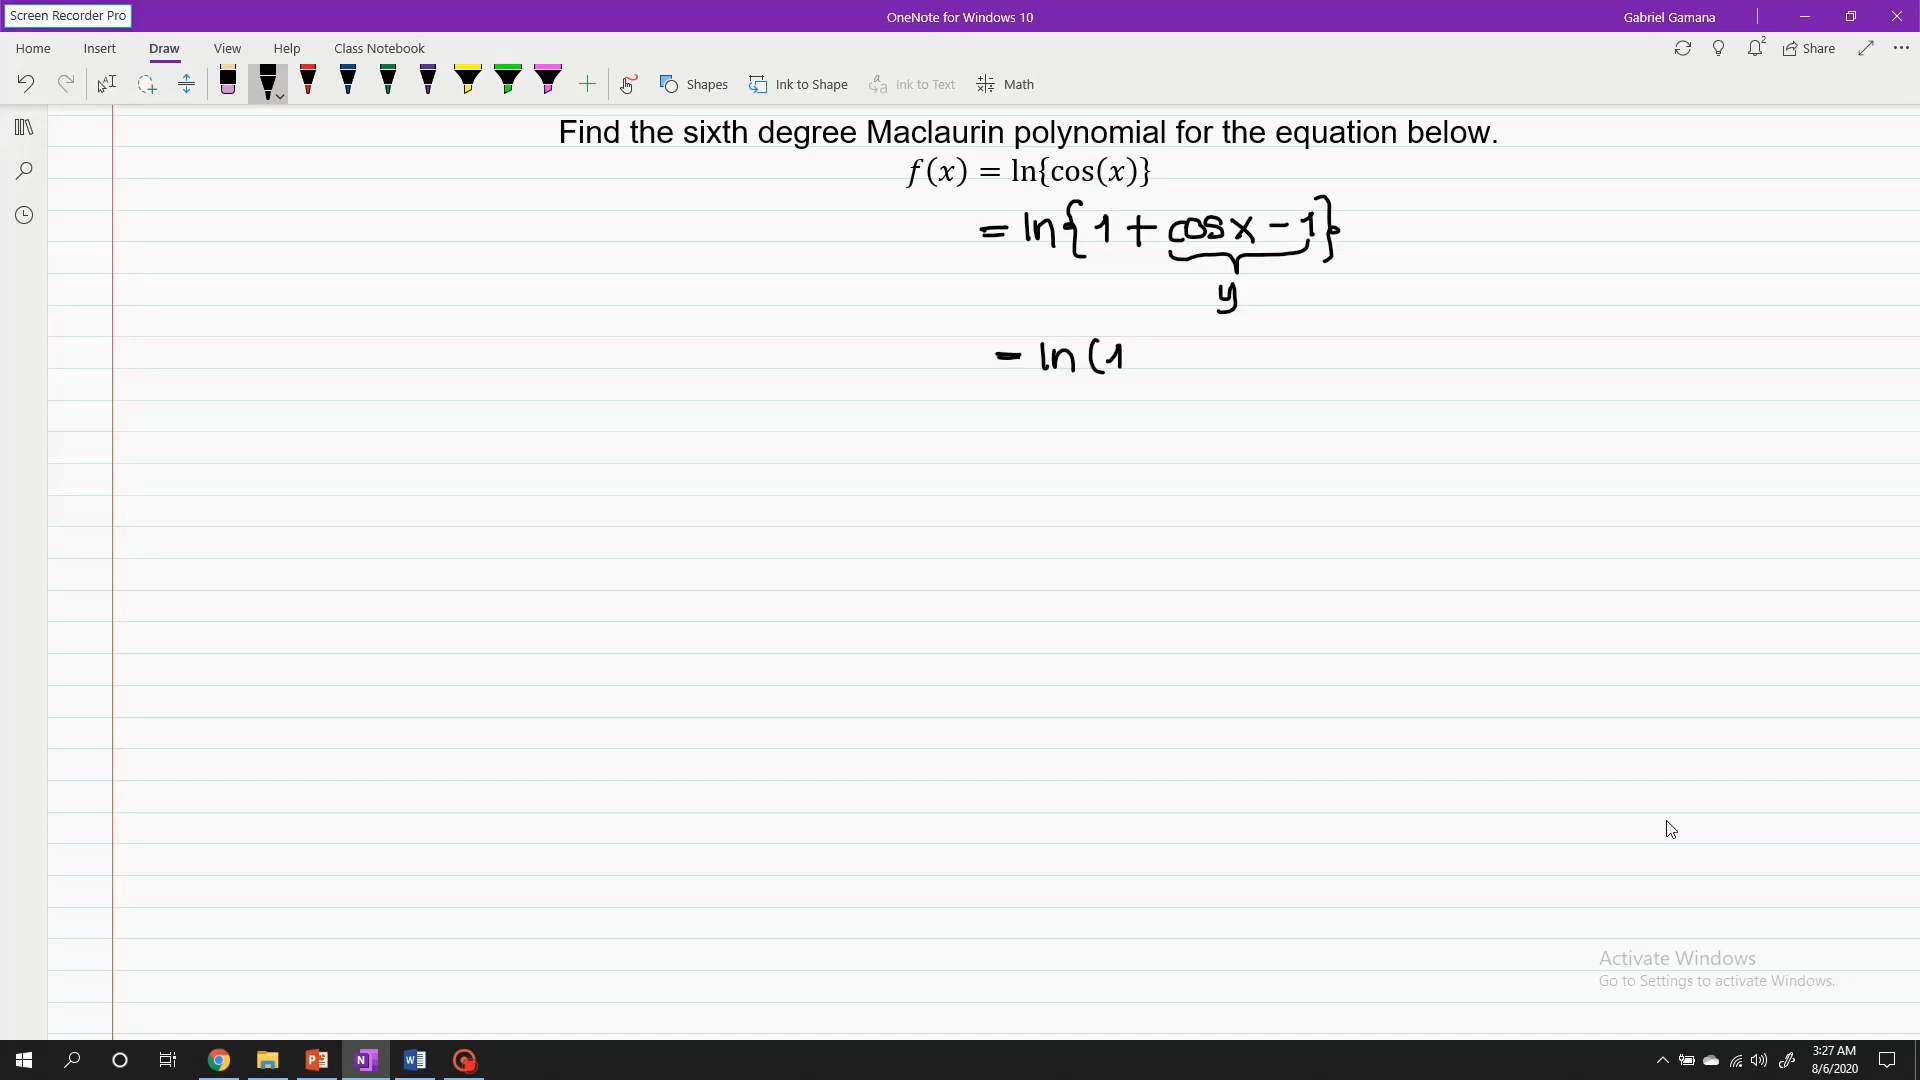 Screen Recorder Pro
OneNote for Windows 10
Gabriel Gamana
Home Insert Draw View Help Class Notebook
2
Share
Shapes Ink to Shape Ink to Text Math
Find the sixth degree Maclaurin polynomial for the equation below.
f(x) = ln{cos(x)}
= ln{1 + cosx − 1}
y
= ln(1
Activate Windows
Go to Settings to activate Windows.
3:27 AM
8/6/2020